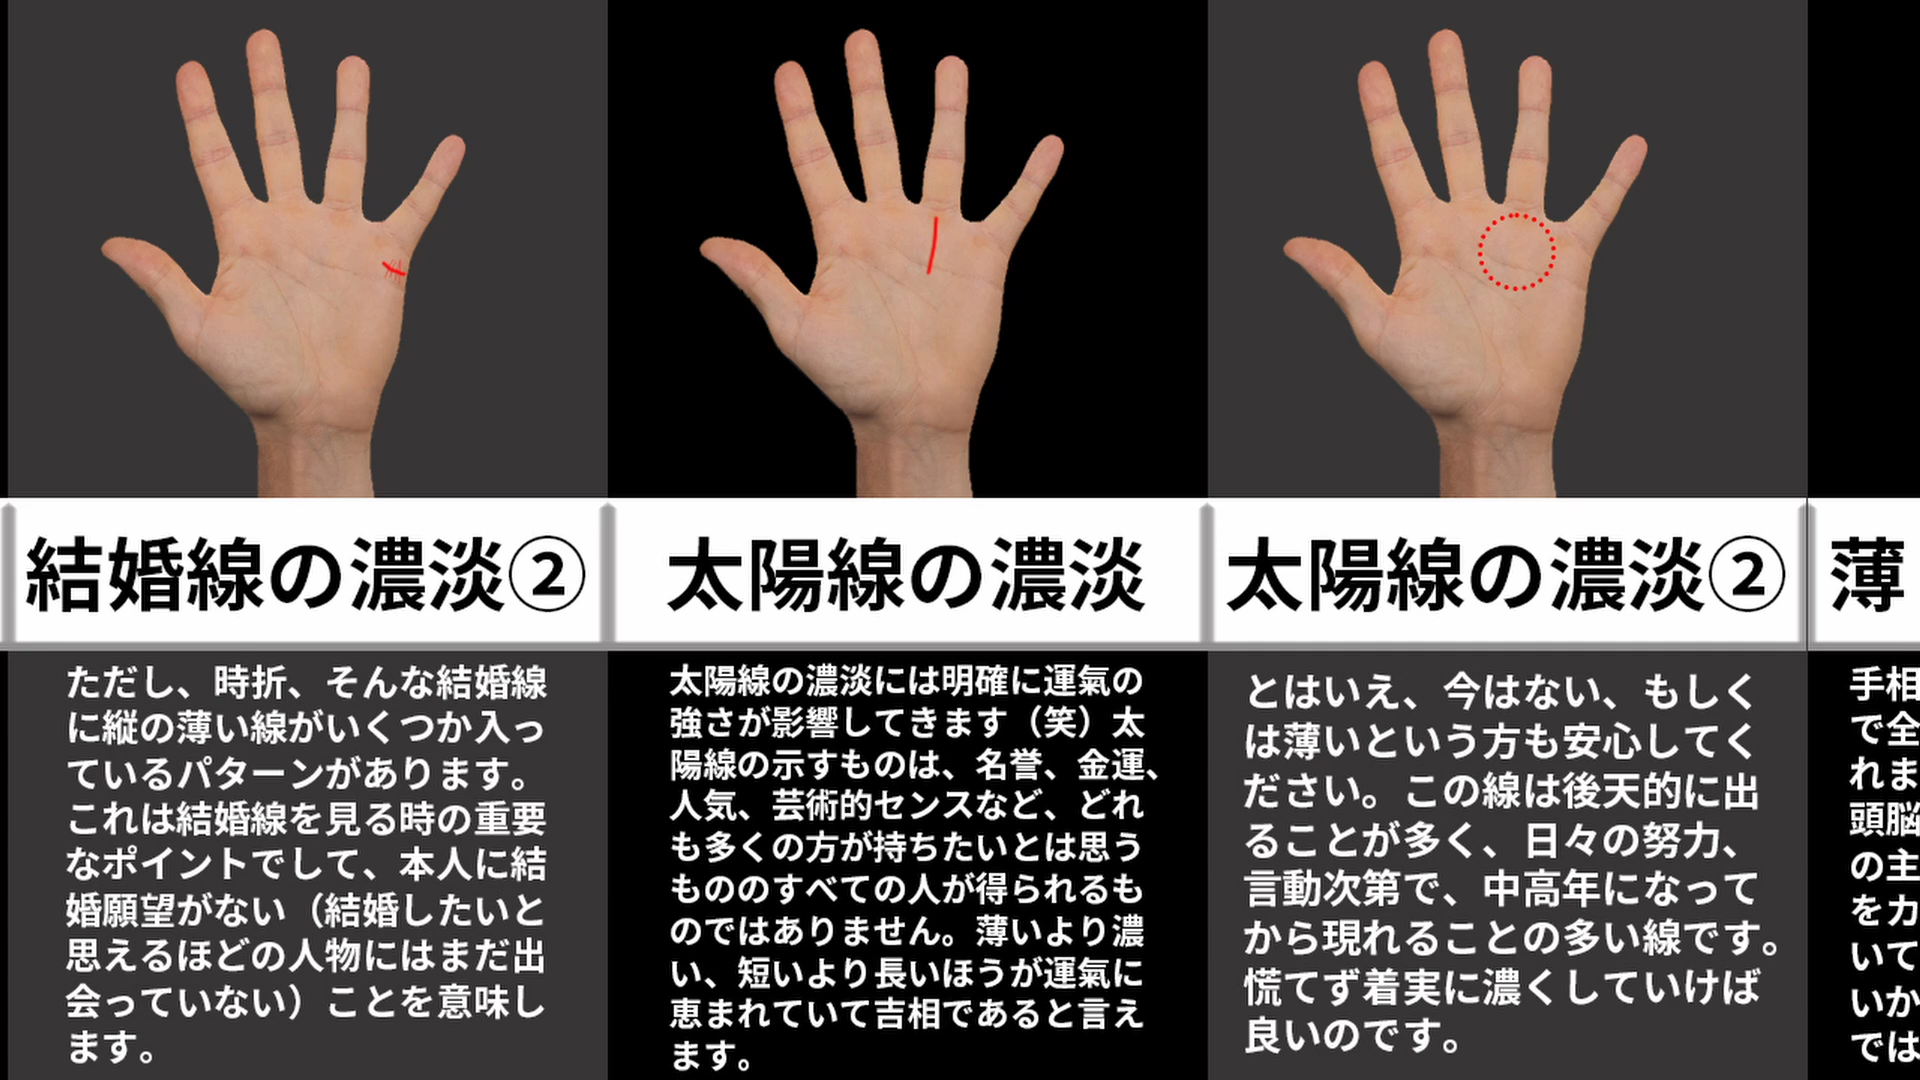 結婚線の濃淡②
ただし、時折、そんな結婚線
に縦の薄い線がいくつか入っ
ているパターンがあります。
これは結婚線を見る時の重要
なポイントでして、本人に結
婚願望がない（結婚したいと
思えるほどの人物にはまだ出
会っていない）ことを意味し
ます。
太陽線の濃淡
太陽線の濃淡には明確に運氣の
強さが影響してきます（笑）太
陽線の示すものは、名誉、金運、
人気、芸術的センスなど、どれ
も多くの方が持ちたいとは思う
もののすべての人が得られるも
のではありません。薄いより濃
い、短いより長いほうが運氣に
恵まれていて吉相であると言え
ます。
太陽線の濃淡②
とはいえ、今はない、もしく
は薄いという方も安心してく
ださい。この線は後天的に出
ることが多く、日々の努力、
言動次第で、中高年になって
から現れることの多い線です。
慌てず着実に濃くしていけば
良いのです。
薄
手相
で全
れま
頭脳
の主
をカ
いて
いか
では